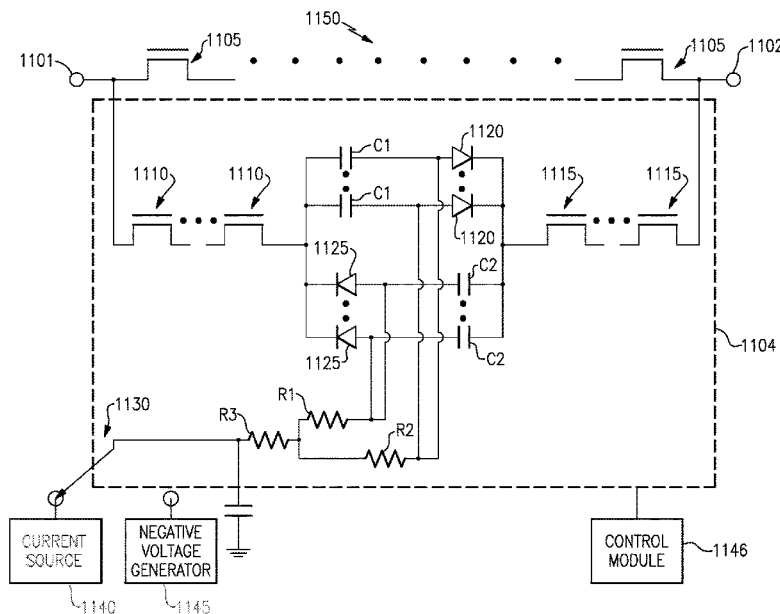 1150
1101
1105
1105
1102
C1
1120
1110
1110
C1
1120
1115
1115
1125
C2
1125
C2
1104
1130
R3
R1
R2
CURRENT
SOURCE
NEGATIVE
VOLTAGE
GENERATOR
CONTROL
MODULE
1146
1140
1145